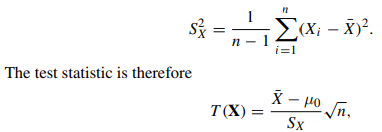 S_X^2 = \frac{1}{n-1} \sum_{i=1}^{n} (X_i - \bar{X})^2.
The test statistic is therefore
T(\mathbf{X}) = \frac{\bar{X} - \mu_0}{S_X} \sqrt{n},